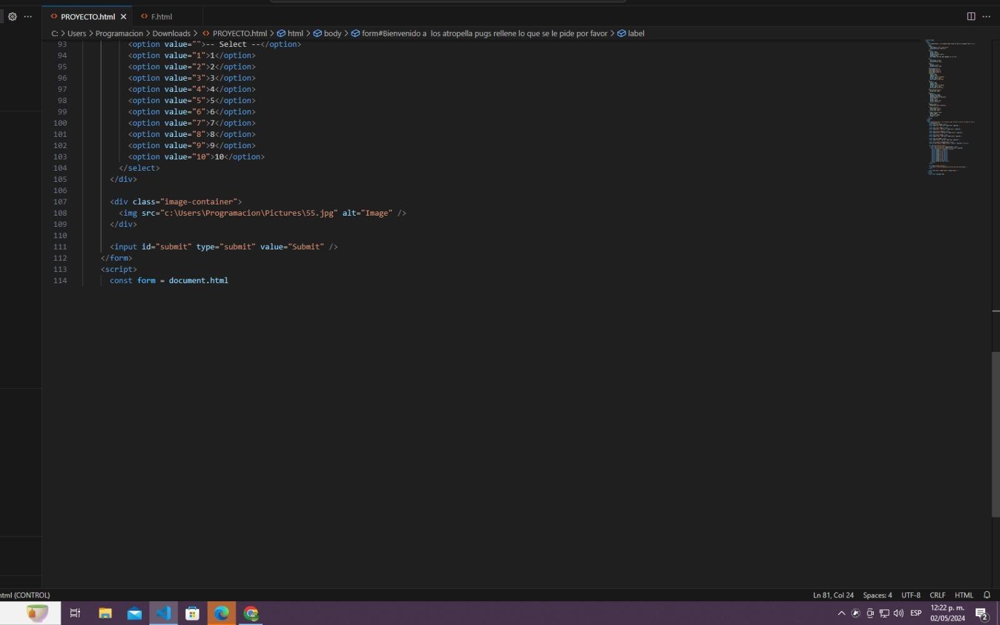 PROYECTO.html
F.html
C: > Users > Programacion > Downloads > PROYECTO.html > html > body > form#Bienvenido a  los atropella pugs rellene lo que se le pide por favor > label
93 <option value="">-- Select --</option>
94 <option value="1">1</option>
95 <option value="2">2</option>
96 <option value="3">3</option>
97 <option value="4">4</option>
98 <option value="5">5</option>
99 <option value="6">6</option>
100 <option value="7">7</option>
101 <option value="8">8</option>
102 <option value="9">9</option>
103 <option value="10">10</option>
104 </select>
105 </div>
106
107 <div class="image-container">
108 <img src="c:\Users\Programacion\Pictures\55.jpg" alt="Image" />
109 </div>
110
111 <input id="submit" type="submit" value="Submit" />
112 </form>
113 <script>
114 const form = document.html
html (CONTROL)
Ln 81, Col 24 Spaces: 4 UTF-8 CRLF HTML
ESP
12:22 p. m.
02/05/2024
2